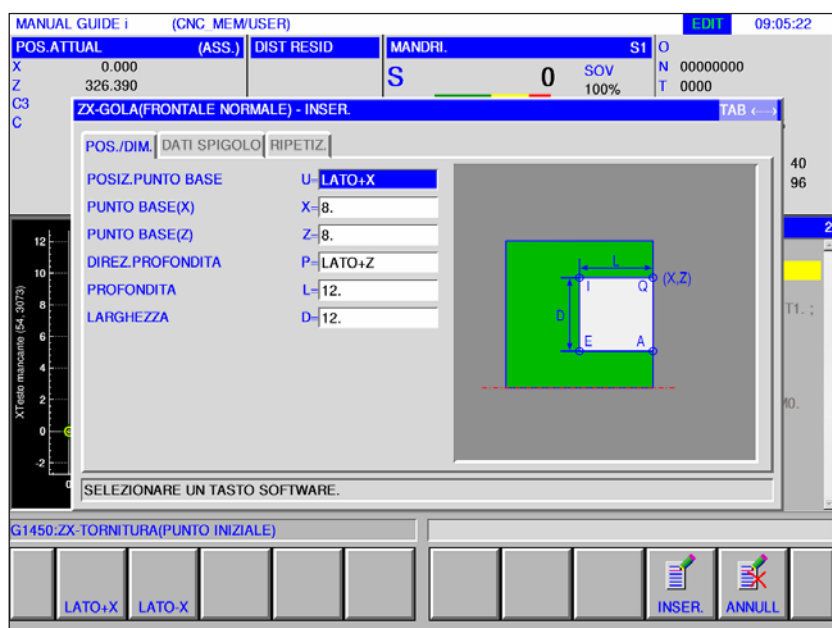 MANUAL GUIDE i (CNC_MEM/USER) EDIT 09:05:22
POS.ATTUAL (ASS.) DIST RESID MANDRI. S1 O
X 0.000
Z 326.390
C3
C
S 0 SOV
100%
N 00000000
T 0000
40
96
ZX-GOLA(FRONTALE NORMALE) - INSER. TAB ←→
POS./DIM. DATI SPIGOLO RIPETIZ.
POSIZ.PUNTO BASE U=LATO+X
PUNTO BASE(X) X=8.
PUNTO BASE(Z) Z=8.
DIREZ.PROFONDITA P=LATO+Z
PROFONDITA L=12.
LARGHEZZA D=12.
L
I Q (X,Z)
D
E A
SELEZIONARE UN TASTO SOFTWARE.
XTesto mancante (54, 3073)
12
10
8
6
4
2
0
-2
0
2
T1. ;
M0.
G1450:ZX-TORNITURA(PUNTO INIZIALE)
LATO+X LATO-X INSER. ANNULL